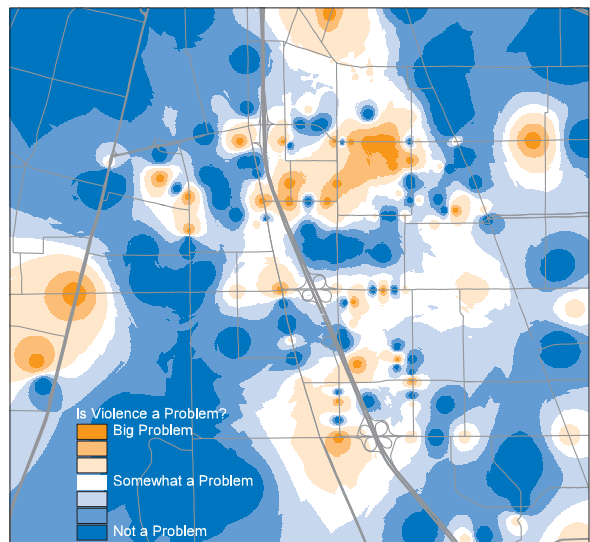 Is Violence a Problem?
Big Problem
Somewhat a Problem
Not a Problem